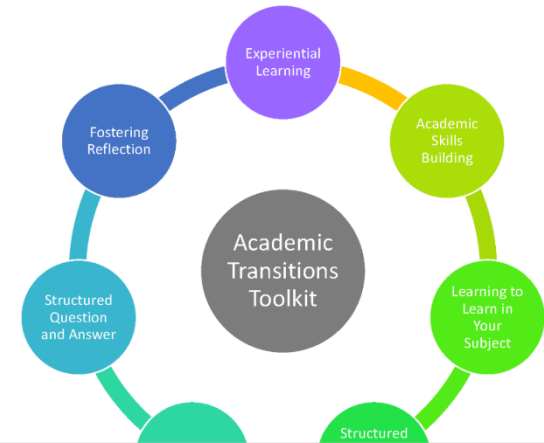 Experiential
Learning
Academic
Skills
Building
Fostering
Reflection
Academic
Transitions
Toolkit
Structured
Question
and Answer
Learning to
Learn in
Your
Subject
Structured